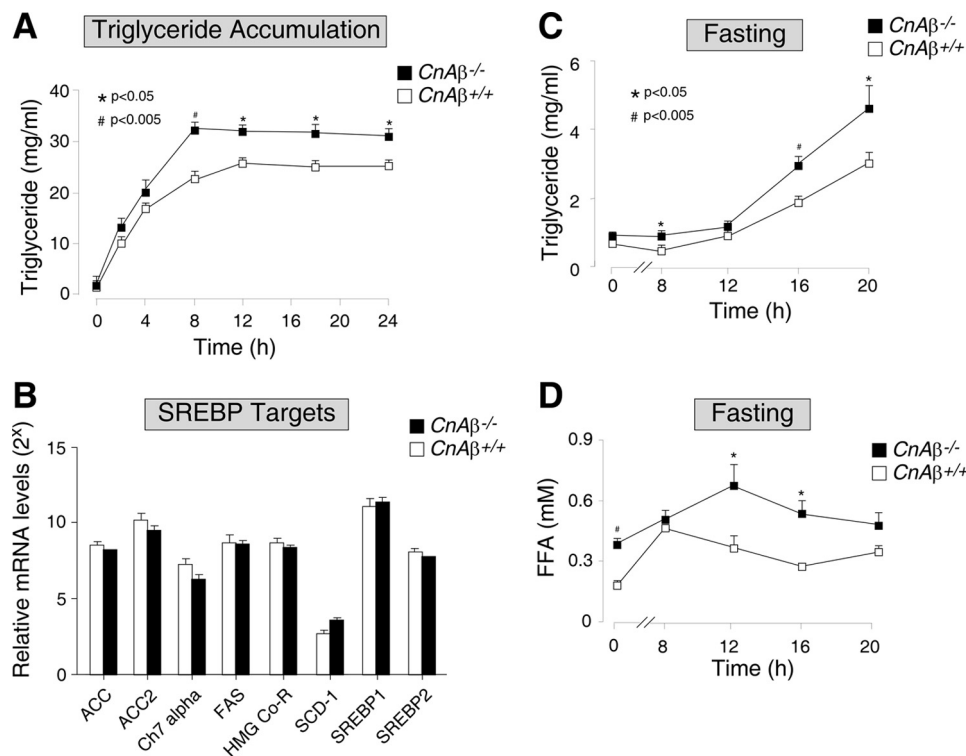 A
Triglyceride Accumulation
CnAβ-/-
CnAβ+/+
* p<0.05
# p<0.005
Triglyceride (mg/ml)
40
30
20
10
0
#
*
*
*
0
4
8
12
16
20
24
Time (h)
C
Fasting
CnAβ-/-
CnAβ+/+
* p<0.05
# p<0.005
Triglyceride (mg/ml)
6
4
2
0
*
#
*
0
8
12
16
20
Time (h)
B
SREBP Targets
CnAβ-/-
CnAβ+/+
Relative mRNA levels (2ˣ)
15
10
5
0
ACC
ACC2
Ch7 alpha
FAS
HMG Co-R
SCD-1
SREBP1
SREBP2
D
Fasting
CnAβ-/-
CnAβ+/+
FFA (mM)
0.9
0.6
0.3
0
#
*
*
0
8
12
16
20
Time (h)